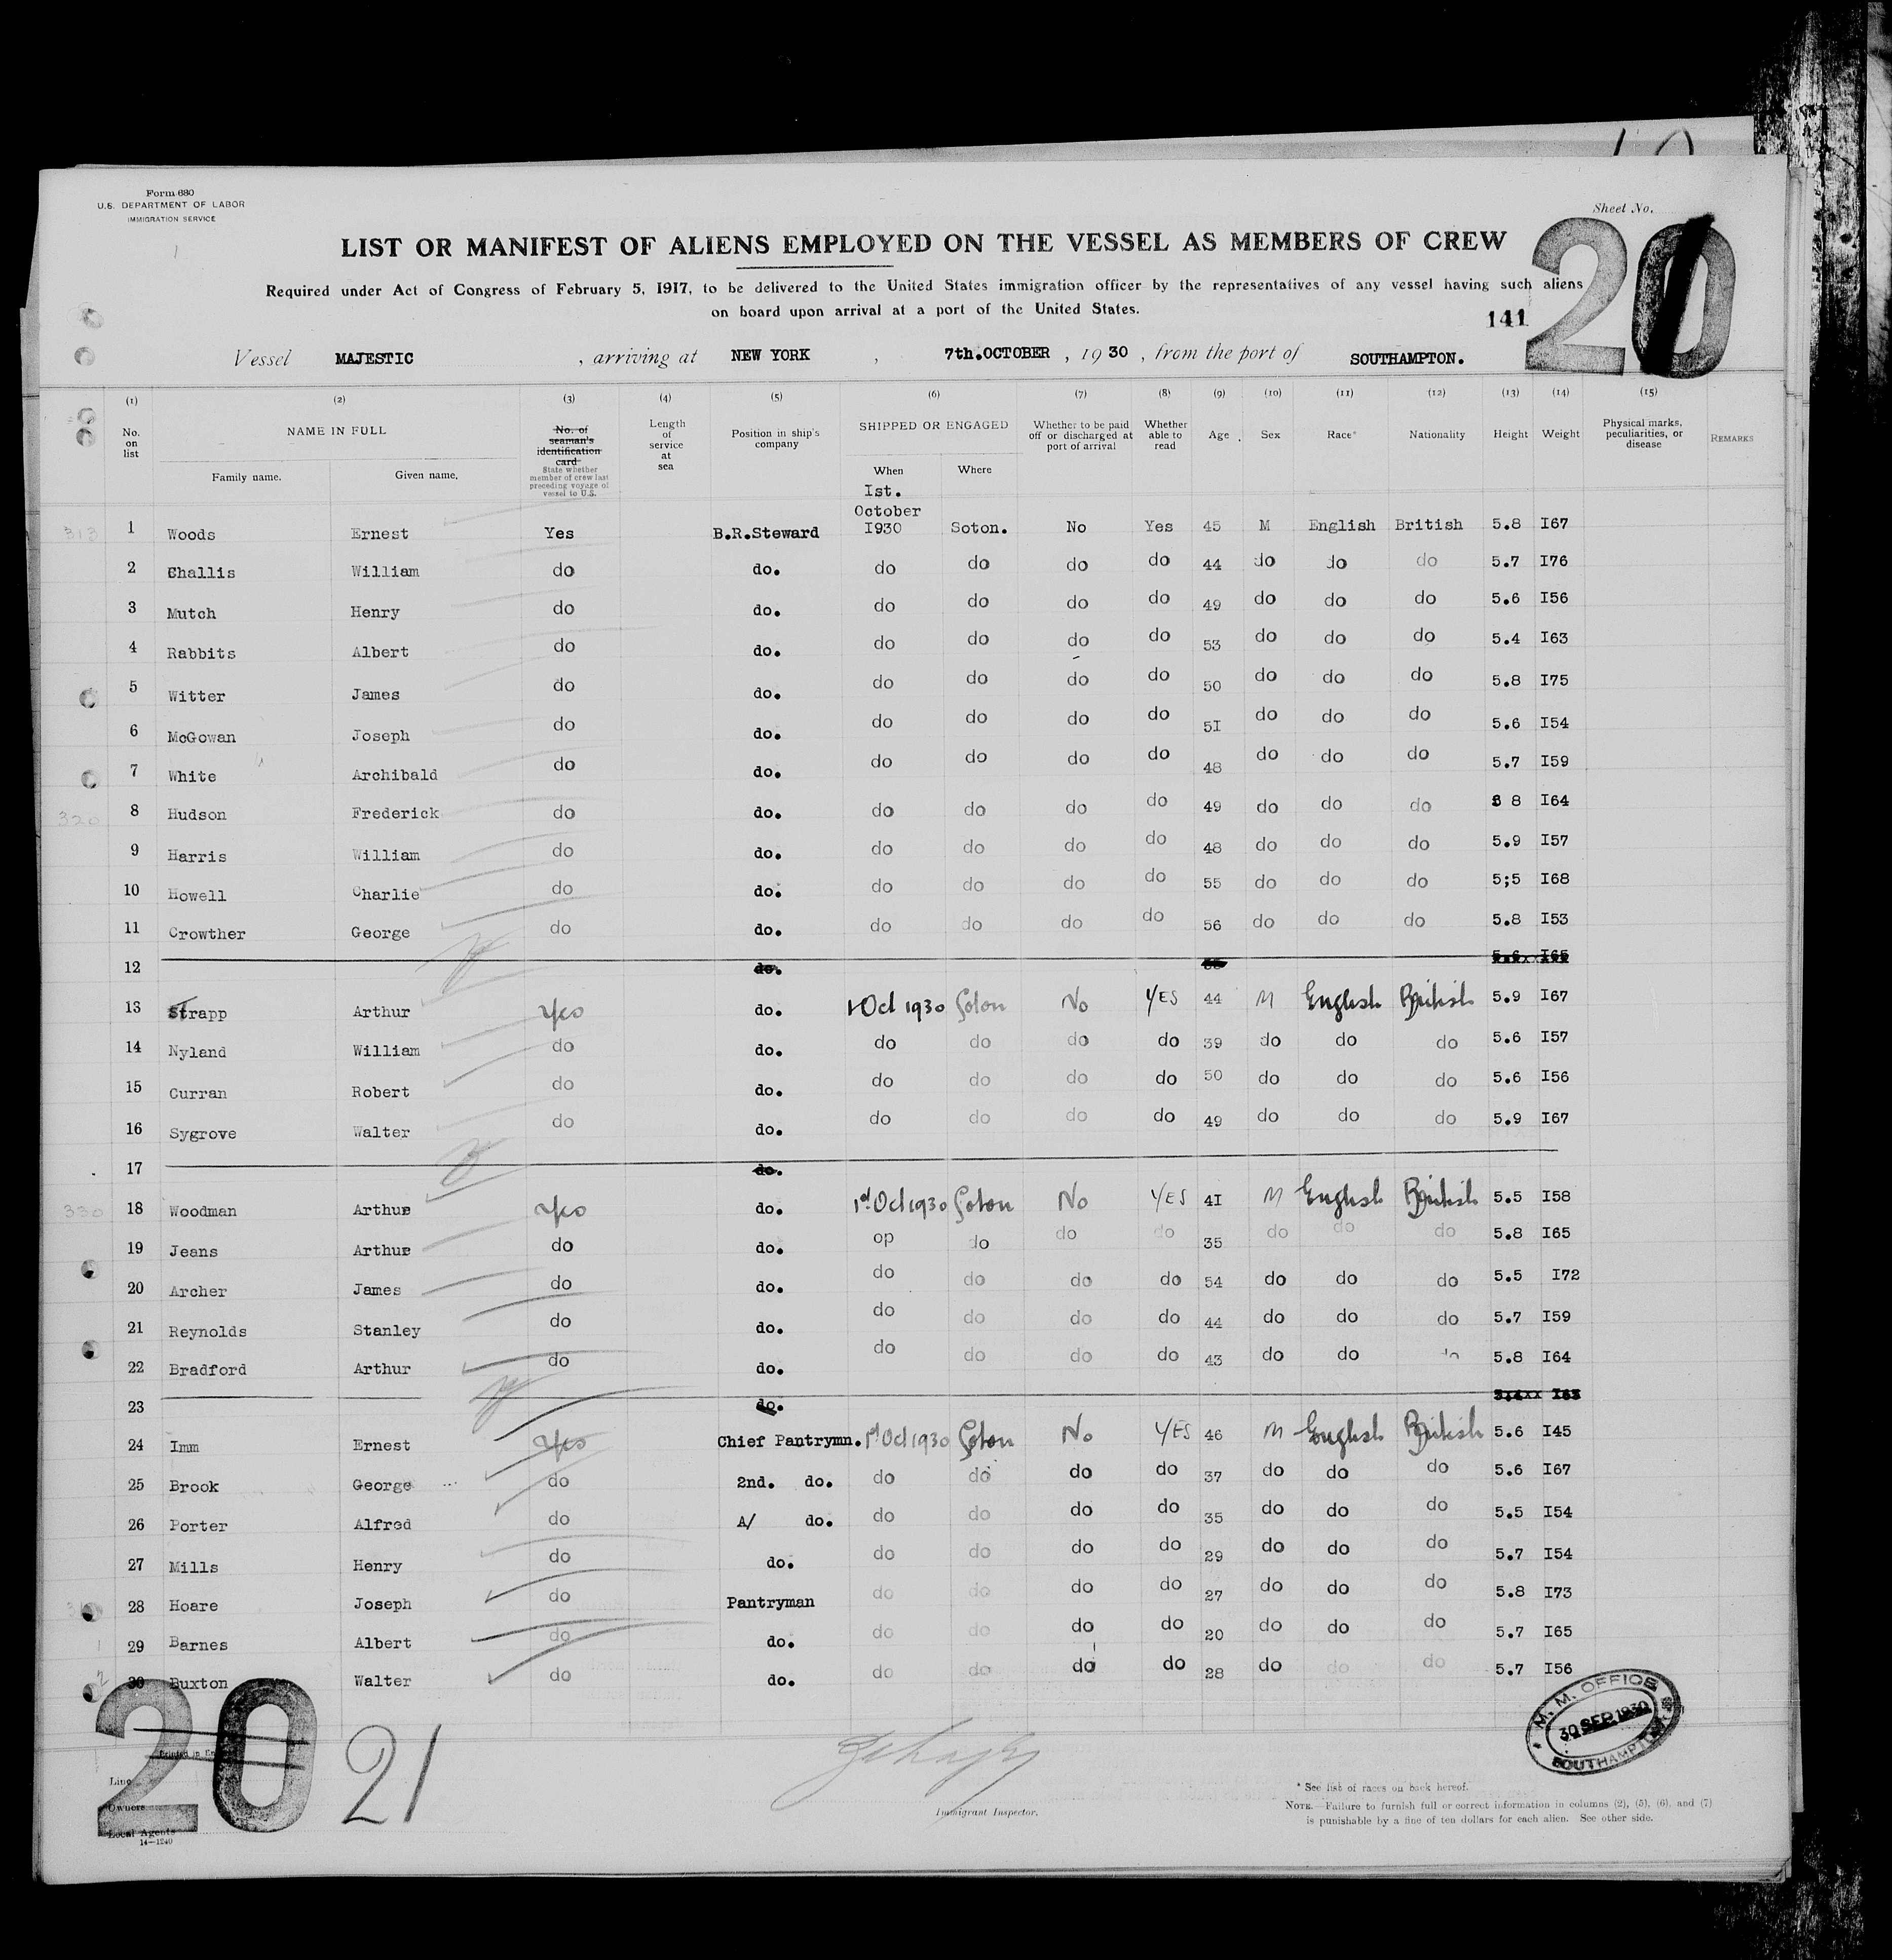 Form 680
U.S. DEPARTMENT OF LABOR
IMMIGRATION SERVICE
Sheet No.
20
LIST OR MANIFEST OF ALIENS EMPLOYED ON THE VESSEL AS MEMBERS OF CREW
Required under Act of Congress of February 5, 1917, to be delivered to the United States immigration officer by the representatives of any vessel having such aliens
on board upon arrival at a port of the United States.
141
Vessel MAJESTIC , arriving at NEW YORK , 7th.OCTOBER , 1930 , from the port of SOUTHAMPTON.
(1) (2) (3) (4) (5) (6) (7) (8) (9) (10) (11) (12) (13) (14) (15)
No. on list NAME IN FULL Family name. Given name. No. of seaman's identification card State whether member of crew last preceding voyage of vessel to U.S. Length of service at sea Position in ship's company SHIPPED OR ENGAGED When Where Whether to be paid off or discharged at port of arrival Whether able to read Age Sex Race* Nationality Height Weight Physical marks, peculiarities, or disease REMARKS
Ist.
October
313 1 Woods Ernest Yes B.R.Steward I930 Soton. No Yes 45 M English British 5.8 I67
2 Challis William do do. do do do do 44 do do do 5.7 I76
3 Mutch Henry do do. do do do do 49 do do do 5.6 I56
4 Rabbits Albert do do. do do do do 53 do do do 5.4 I63
5 Witter James do do. do do do do 50 do do do 5.8 I75
6 McGowan Joseph do do. do do do do 5I do do do 5.6 I54
7 White Archibald do do. do do do do 48 do do do 5.7 I59
320 8 Hudson Frederick do do. do do do do 49 do do do 8 I64
9 Harris William do do. do do do do 48 do do do 5.9 I57
10 Howell Charlie do do. do do do do 55 do do do 5;5 I68
11 Crowther George do do. do do do do 56 do do do 5.8 I53
12 do.
13 Strapp Arthur Yes do. 1 Oct 1930 Soton No YES 44 M English British 5.9 I67
14 Nyland William do do. do do do do 39 do do do 5.6 I57
15 Curran Robert do do. do do do do 50 do do do 5.6 I56
16 Sygrove Walter do do. do do do do 49 do do do 5.9 I67
17 do.
330 18 Woodman Arthur Yes do. 1st Oct 1930 Soton No YES 4I M English British 5.5 I58
19 Jeans Arthur do do. op do do do 35 do do do 5.8 I65
20 Archer James do do. do do do do 54 do do do 5.5 I72
21 Reynolds Stanley do do. do do do do 44 do do do 5.7 I59
22 Bradford Arthur do do. do do do do 43 do do do 5.8 I64
23 do.
24 Imm Ernest Yes Chief Pantrymn. 1st Oct 1930 Soton No YES 46 M English British 5.6 I45
25 Brook George do 2nd. do. do do do do 37 do do do 5.6 I67
26 Porter Alfred do A/ do. do do do do 35 do do do 5.5 I54
27 Mills Henry do do. do do do do 29 do do do 5.7 I54
28 Hoare Joseph do Pantryman do do do do 27 do do do 5.8 I73
29 Barnes Albert do do. do do do do 20 do do do 5.7 I65
30 Buxton Walter do do. do do do do 28 do do do 5.7 I56
20
21
M. M. OFFICE
30 SEP 1930
SOUTHAMPTON
Printed in
Line
Owners
Local Agents
14—1240
Immigrant Inspector.
* See list of races on back hereof.
NOTE.—Failure to furnish full or correct information in columns (2), (5), (6), and (7)
is punishable by a fine of ten dollars for each alien. See other side.